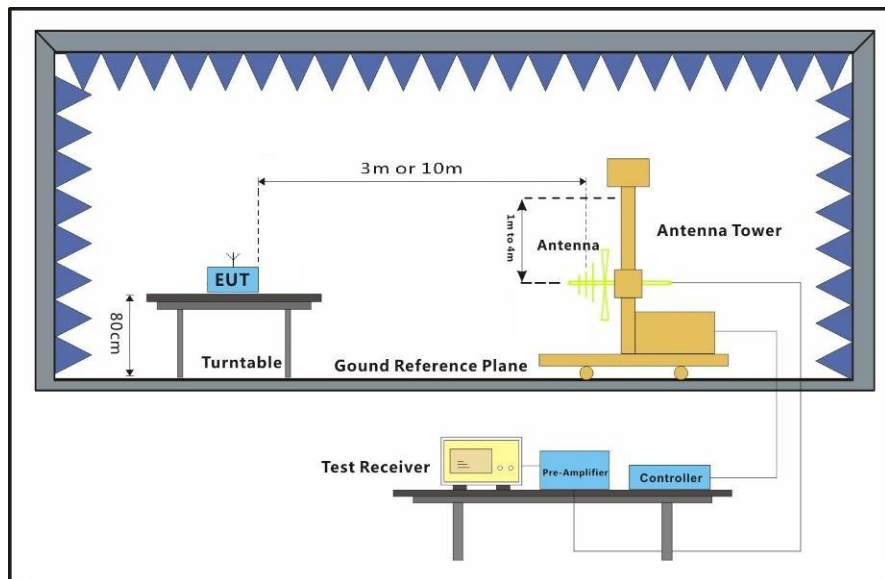 3m or 10m
1m to 4m
Antenna
Antenna Tower
EUT
80cm
Turntable
Gound Reference Plane
Test Receiver
Pre-Amplifier
Controller